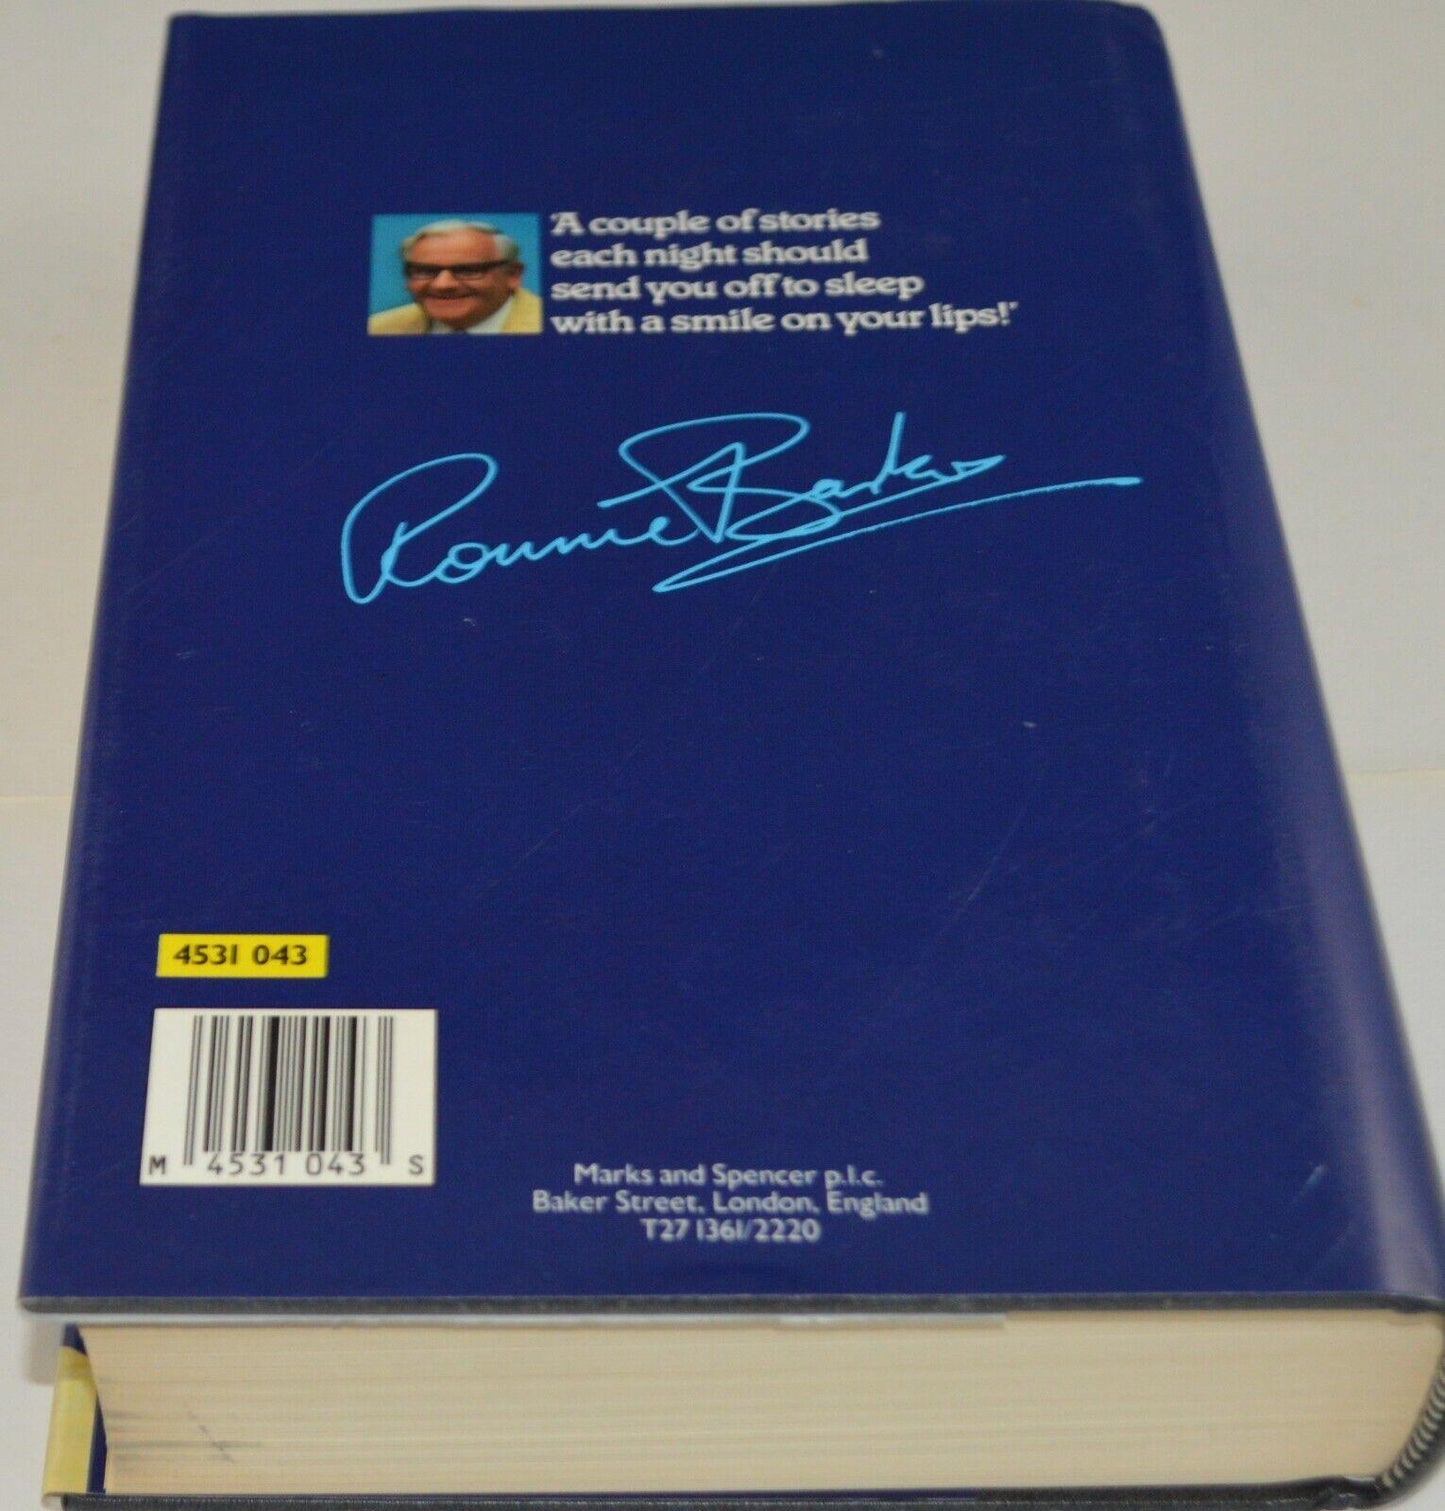 'A couple of stories
each night should
send you off to sleep
with a smile on your lips!'
Ronnie Barker
4531 043
M 4531 043 S
Marks and Spencer p.l.c.
Baker Street, London, England
T27 1361/2220